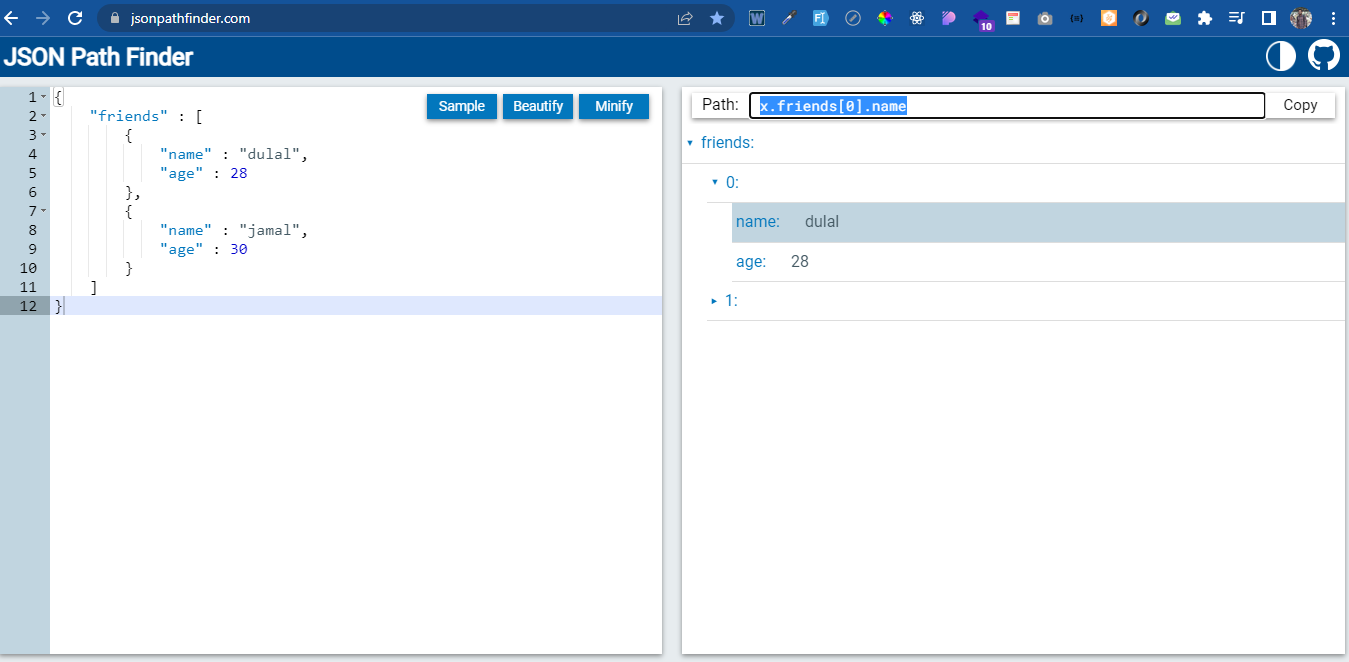 jsonpathfinder.com
10
JSON Path Finder
Sample Beautify Minify
1 {
2 "friends" : [
3 {
4 "name" : "dulal",
5 "age" : 28
6 },
7 {
8 "name" : "jamal",
9 "age" : 30
10 }
11 ]
12 }
Path: x.friends[0].name Copy
friends:
0:
name: dulal
age: 28
1: